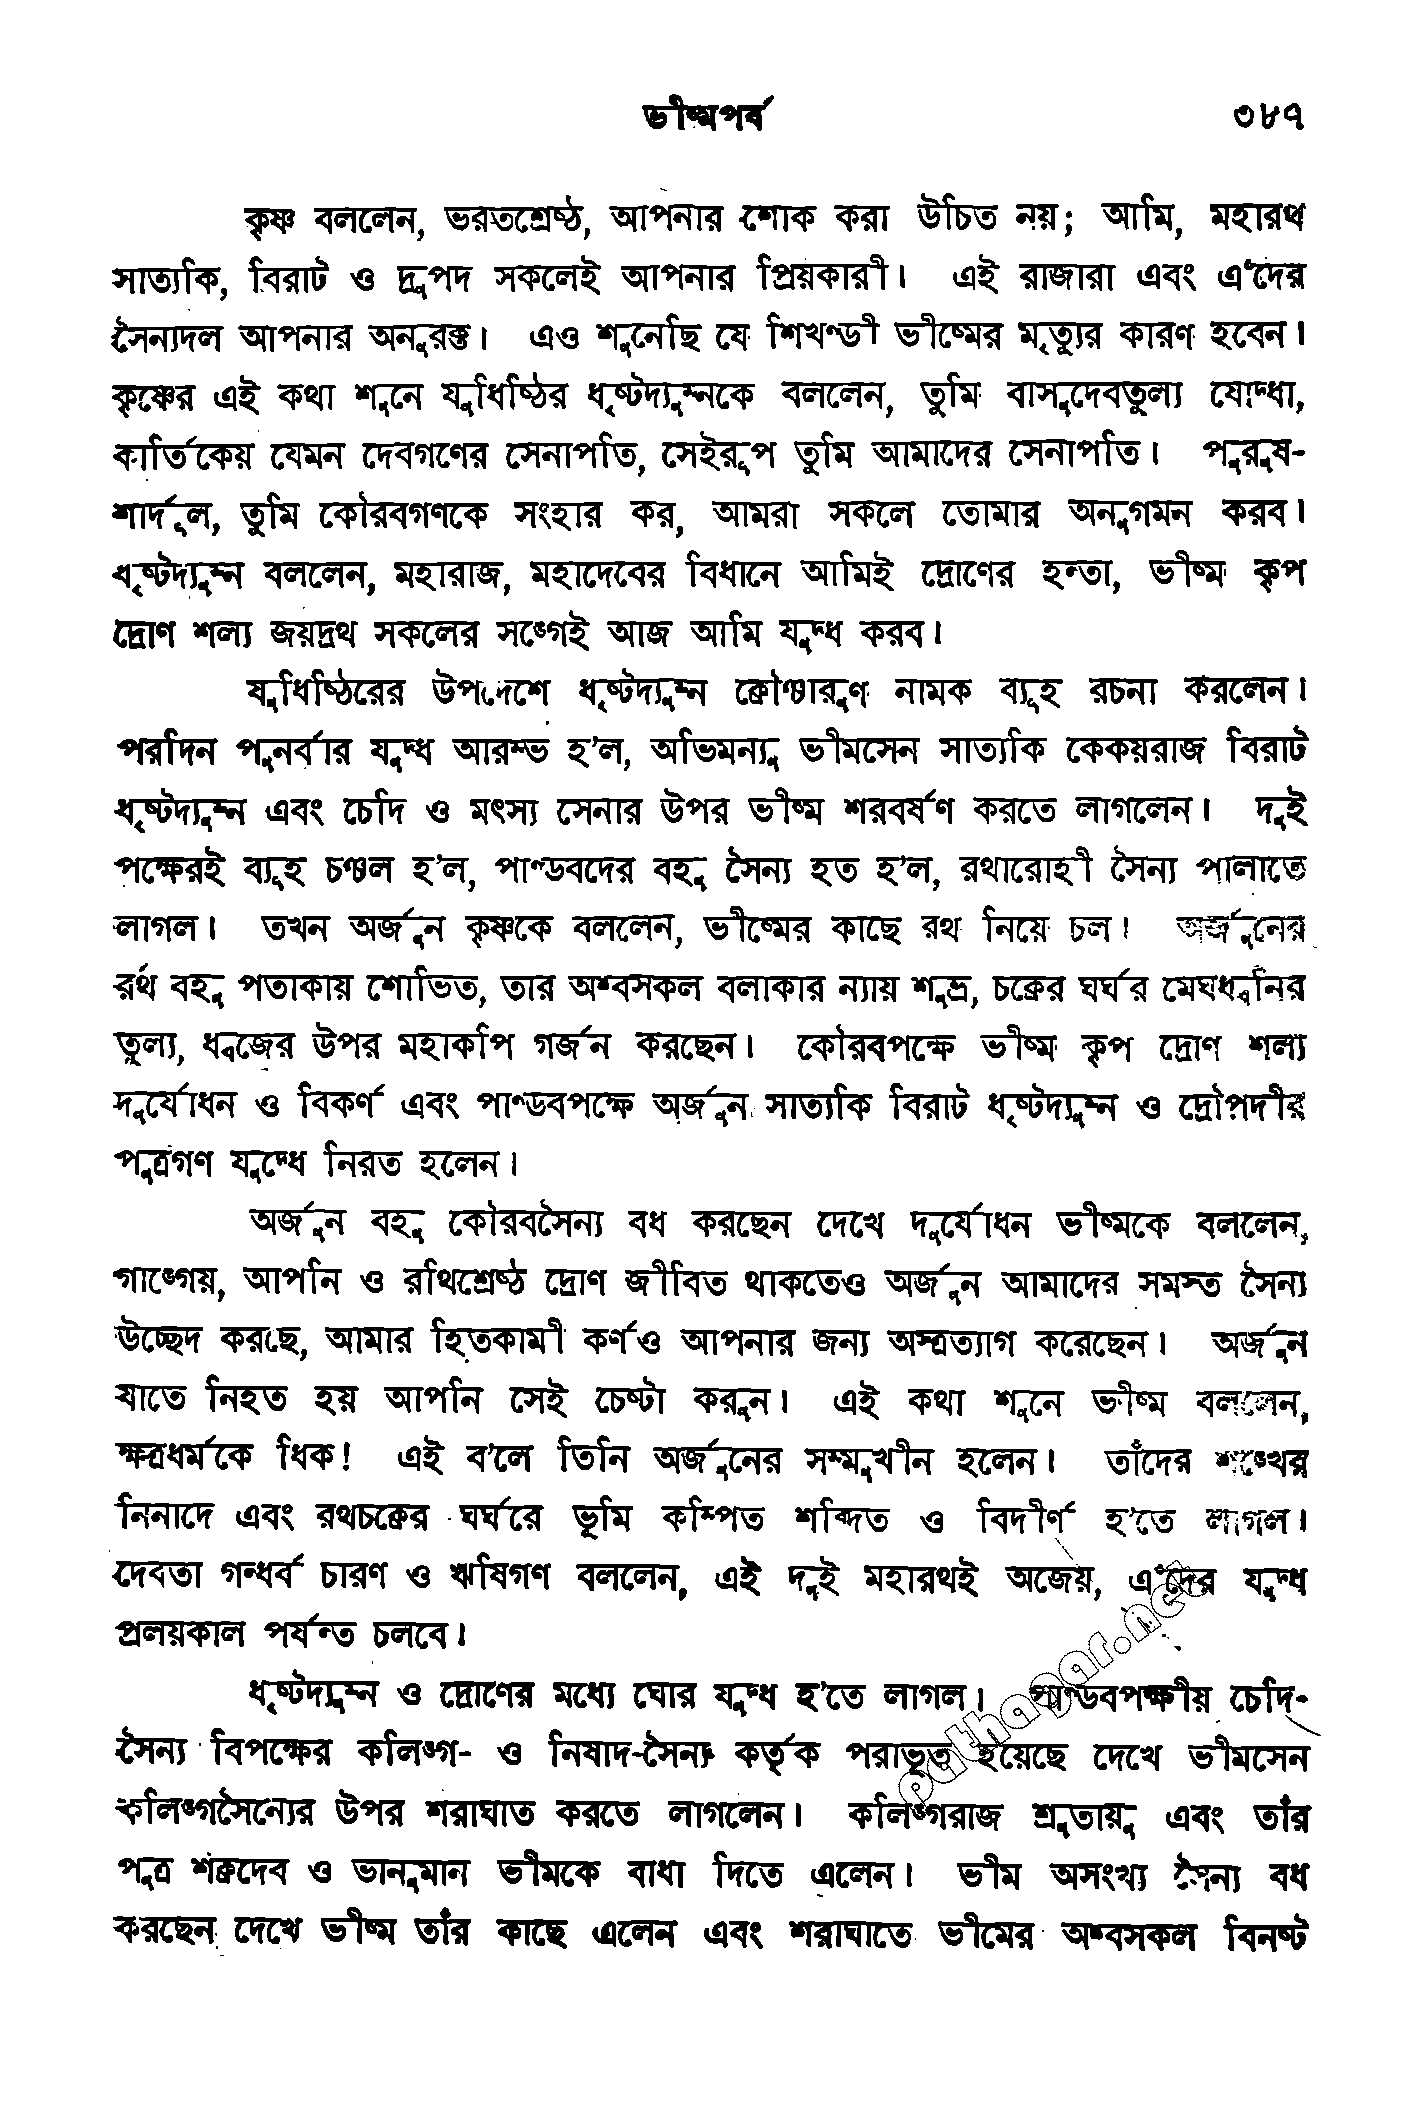 ভীষ্মপর্ব ৩৮৭
কৃষ্ণ বললেন, ভরতশ্রেষ্ঠ, আপনার শোক করা উচিত নয়; আমি, মহারথ
সাত্যকি, বিরাট ও দ্রুপদ সকলেই আপনার প্রিয়কারী। এই রাজারা এবং এ'দের
সৈন্যদল আপনার অনুরক্ত। এও শুনেছি যে শিখণ্ডী ভীষ্মের মৃত্যুর কারণ হবেন।
কৃষ্ণের এই কথা শুনে যুধিষ্ঠির ধৃষ্টদ্যুম্নকে বললেন, তুমি বাসুদেবতুল্য যোদ্ধা,
কার্তিকেয় যেমন দেবগণের সেনাপতি, সেইরূপ তুমি আমাদের সেনাপতি। পুরুষ-
শার্দূল, তুমি কৌরবগণকে সংহার কর, আমরা সকলে তোমার অনুগমন করব।
ধৃষ্টদ্যুম্ন বললেন, মহারাজ, মহাদেবের বিধানে আমিই দ্রোণের হন্তা, ভীষ্ম কৃপ
দ্রোণ শল্য জয়দ্রথ সকলের সঙ্গেই আজ আমি যুদ্ধ করব।
যুধিষ্ঠিরের উপদেশে ধৃষ্টদ্যুম্ন ক্রৌঞ্চারুণ নামক ব্যূহ রচনা করলেন।
পরদিন পুনর্বার যুদ্ধ আরম্ভ হ'ল, অভিমন্যু ভীমসেন সাত্যকি কেকয়রাজ বিরাট
ধৃষ্টদ্যুম্ন এবং চেদি ও মৎস্য সেনার উপর ভীষ্ম শরবর্ষণ করতে লাগলেন। দুই
পক্ষেরই ব্যূহ চঞ্চল হ'ল, পাণ্ডবদের বহু সৈন্য হত হ'ল, রথারোহী সৈন্য পালাতে
লাগল। তখন অর্জুন কৃষ্ণকে বললেন, ভীষ্মের কাছে রথ নিয়ে চল। অর্জুনের
রথ বহু পতাকায় শোভিত, তার অশ্বসকল বলাকার ন্যায় শুভ্র, চক্রের ঘর্ঘর মেঘধ্বনির
তুল্য, ধ্বজের উপর মহাকপি গর্জন করছেন। কৌরবপক্ষে ভীষ্ম কৃপ দ্রোণ শল্য
দুর্যোধন ও বিকর্ণ এবং পাণ্ডবপক্ষে অর্জুন সাত্যকি বিরাট ধৃষ্টদ্যুম্ন ও দ্রৌপদীর
পুত্রগণ যুদ্ধে নিরত হলেন।
অর্জুন বহু কৌরবসৈন্য বধ করছেন দেখে দুর্যোধন ভীষ্মকে বললেন,
গাঙ্গেয়, আপনি ও রথিশ্রেষ্ঠ দ্রোণ জীবিত থাকতেও অর্জুন আমাদের সমস্ত সৈন্য
উচ্ছেদ করছে, আমার হিতকামী কর্ণও আপনার জন্য অস্ত্রত্যাগ করেছেন। অর্জুন
যাতে নিহত হয় আপনি সেই চেষ্টা করুন। এই কথা শুনে ভীষ্ম বললেন,
ক্ষত্রধর্মকে ধিক! এই ব'লে তিনি অর্জুনের সম্মুখীন হলেন। তাঁদের শঙ্খের
নিনাদে এবং রথচক্রের ঘর্ঘরে ভূমি কম্পিত শব্দিত ও বিদীর্ণ হ'তে লাগল।
দেবতা গন্ধর্ব চারণ ও ঋষিগণ বললেন, এই দুই মহারথই অজেয়, এ'দের যুদ্ধ
প্রলয়কাল পর্যন্ত চলবে।
ধৃষ্টদ্যুম্ন ও দ্রোণের মধ্যে ঘোর যুদ্ধ হ'তে লাগল। পাণ্ডবপক্ষীয় চেদি-
সৈন্য বিপক্ষের কলিঙ্গ- ও নিষাদ-সৈন্য কর্তৃক পরাভূত হয়েছে দেখে ভীমসেন
কলিঙ্গসৈন্যের উপর শরাঘাত করতে লাগলেন। কলিঙ্গরাজ শ্রুতায়ু এবং তাঁর
পুত্র শক্রদেব ও ভানুমান ভীমকে বাধা দিতে এলেন। ভীম অসংখ্য সৈন্য বধ
করছেন দেখে ভীষ্ম তাঁর কাছে এলেন এবং শরাঘাতে ভীমের অশ্বসকল বিনষ্ট
pathagar.net